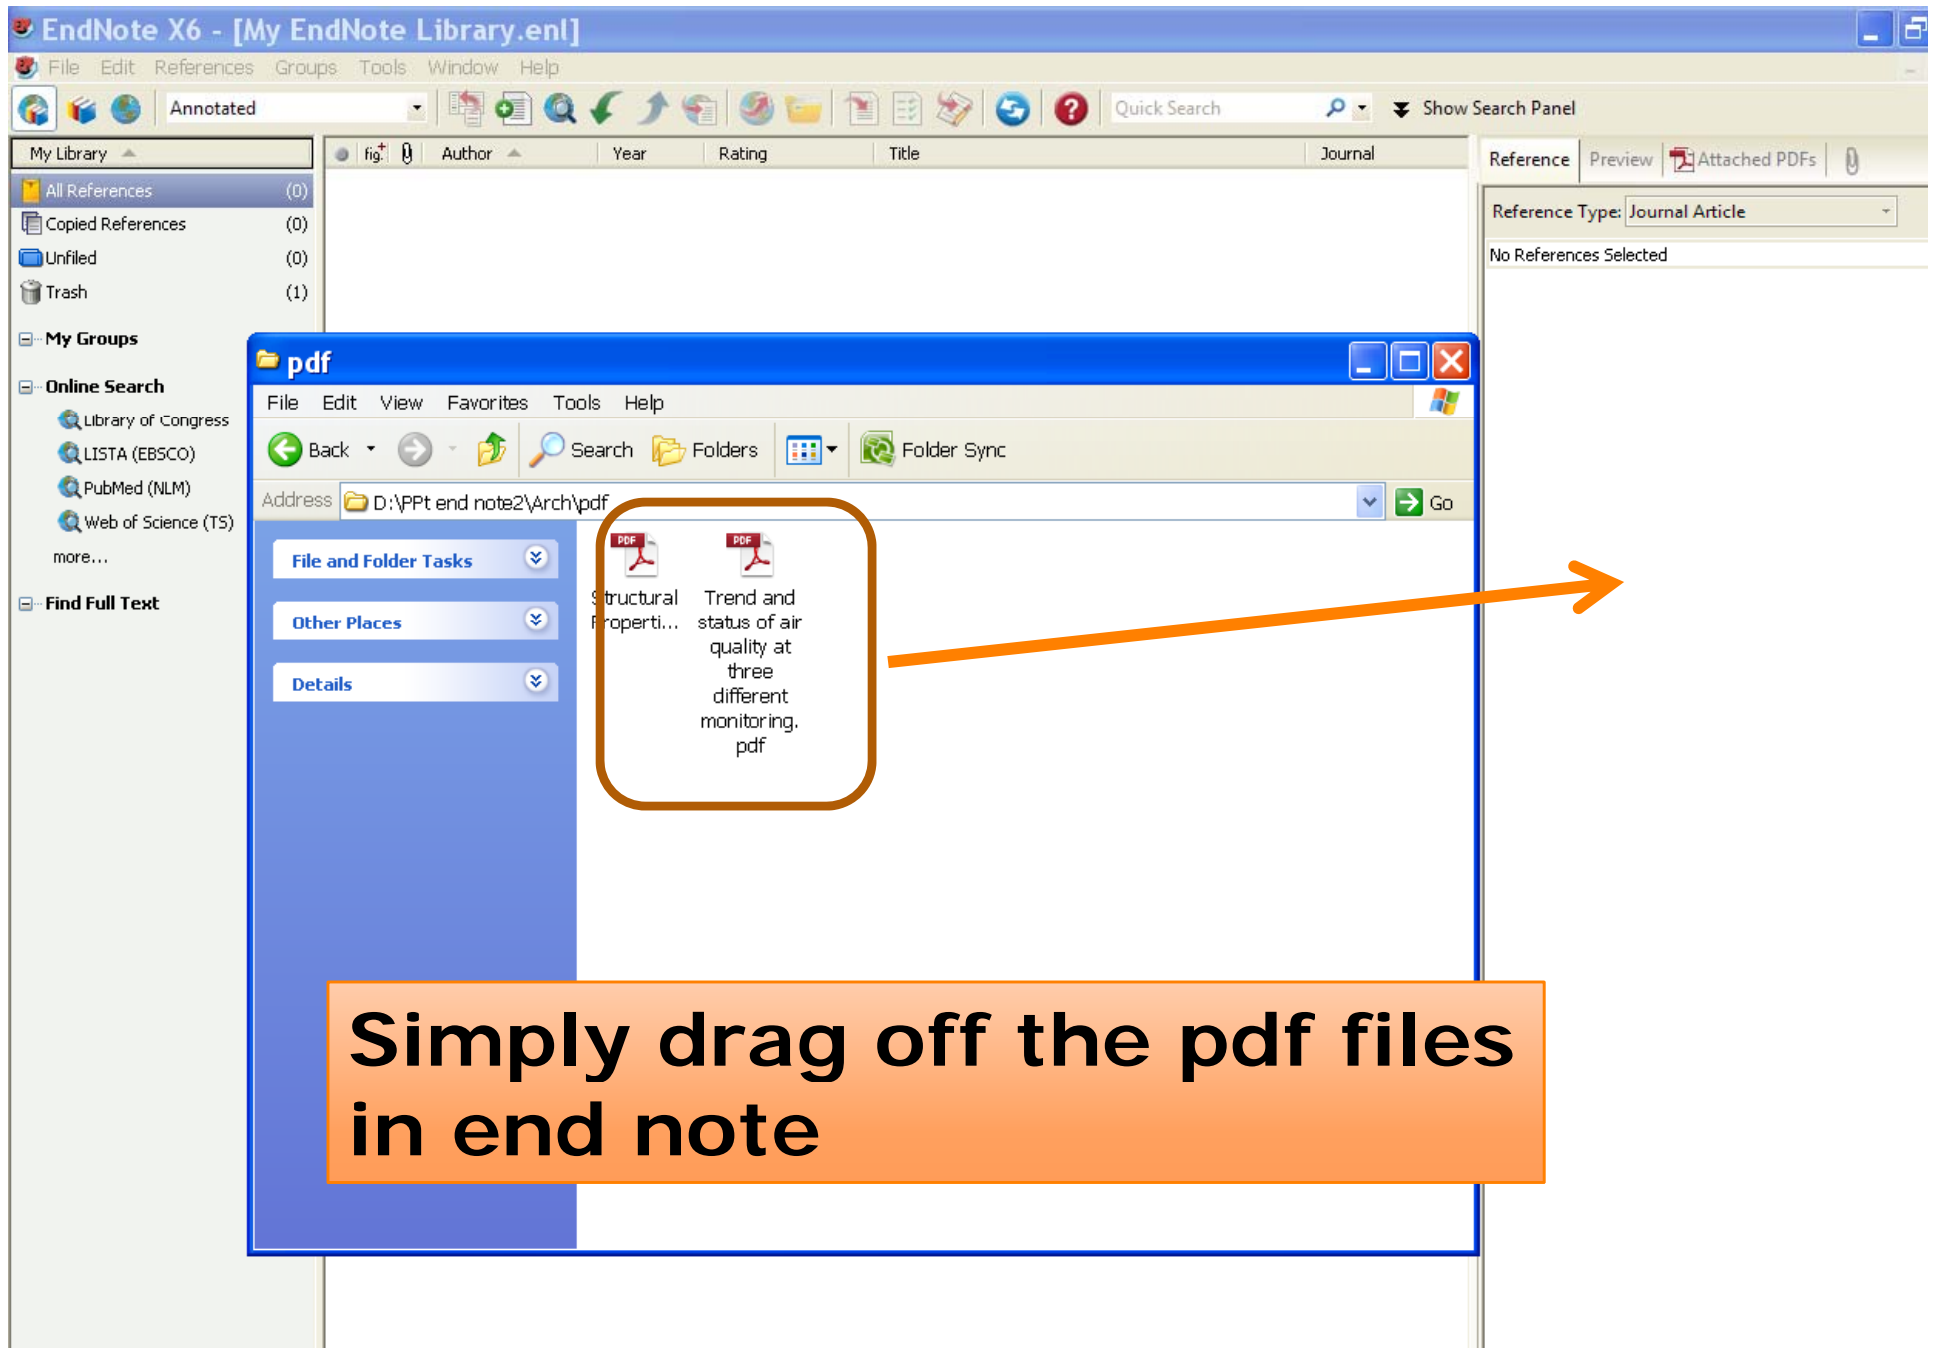 EndNote X6 - [My EndNote Library.enl]
File Edit References Groups Tools Window Help
Annotated Quick Search Show Search Panel
My Library fig. Author Year Rating Title Journal
Reference Preview Attached PDFs
All References (0)
Reference Type: Journal Article
Copied References (0)
Unfiled (0)
No References Selected
Trash (1)
My Groups
Online Search
Library of Congress
LISTA (EBSCO)
PubMed (NLM)
Web of Science (TS)
more...
Find Full Text
pdf
File Edit View Favorites Tools Help
Back Search Folders Folder Sync
Address D:\PPt end note2\Arch\pdf Go
File and Folder Tasks
Other Places
Details
PDF
Structural
Properti...
PDF
Trend and
status of air
quality at
three
different
monitoring.
pdf
Simply drag off the pdf files
in end note